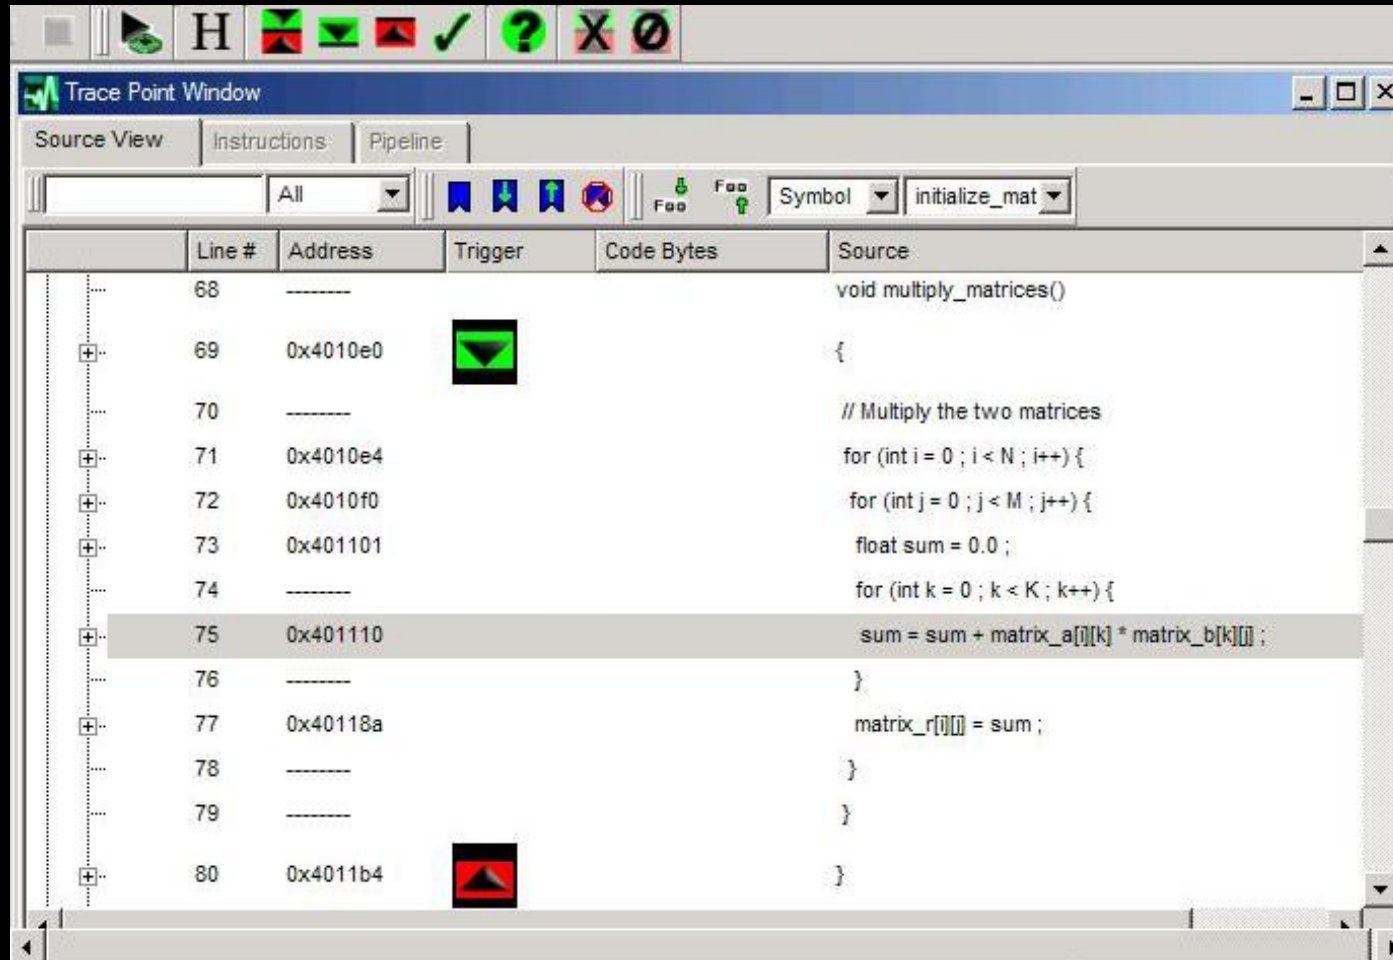 H ? X
Trace Point Window
Source View Instructions Pipeline
All Foo Foo Symbol initialize_mat
Line # Address Trigger Code Bytes Source
68 -------- void multiply_matrices()
69 0x4010e0 {
70 -------- // Multiply the two matrices
71 0x4010e4 for (int i = 0 ; i < N ; i++) {
72 0x4010f0 for (int j = 0 ; j < M ; j++) {
73 0x401101 float sum = 0.0 ;
74 -------- for (int k = 0 ; k < K ; k++) {
75 0x401110 sum = sum + matrix_a[i][k] * matrix_b[k][j] ;
76 -------- }
77 0x40118a matrix_r[i][j] = sum ;
78 -------- }
79 -------- }
80 0x4011b4 }